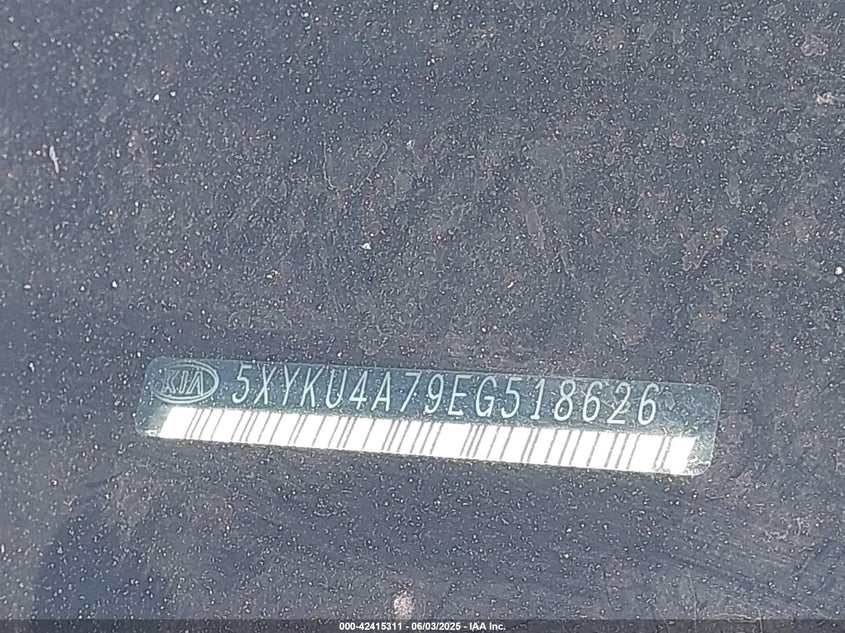 KIA 5XYKU4A79EG518626
000-42415311 - 06/03/2025 - IAA Inc.